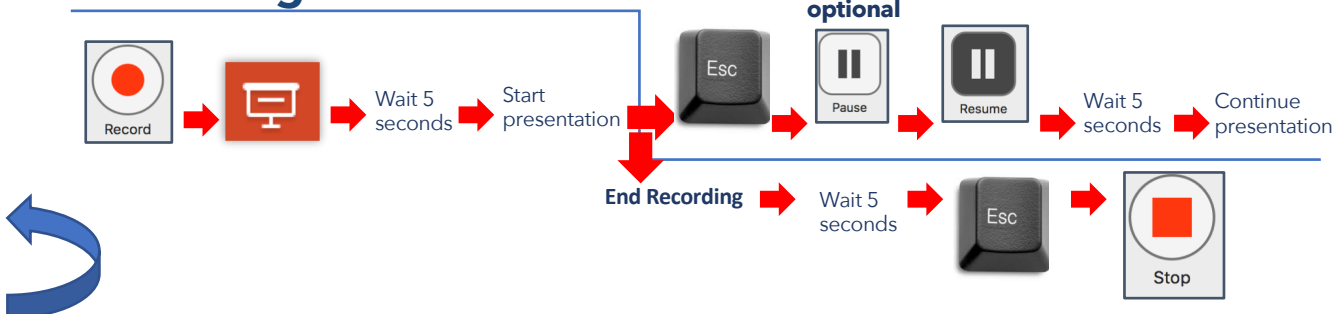 optional
Record
Wait 5
seconds
Start
presentation
Esc
Pause
Resume
Wait 5
seconds
Continue
presentation
End Recording
Wait 5
seconds
Esc
Stop